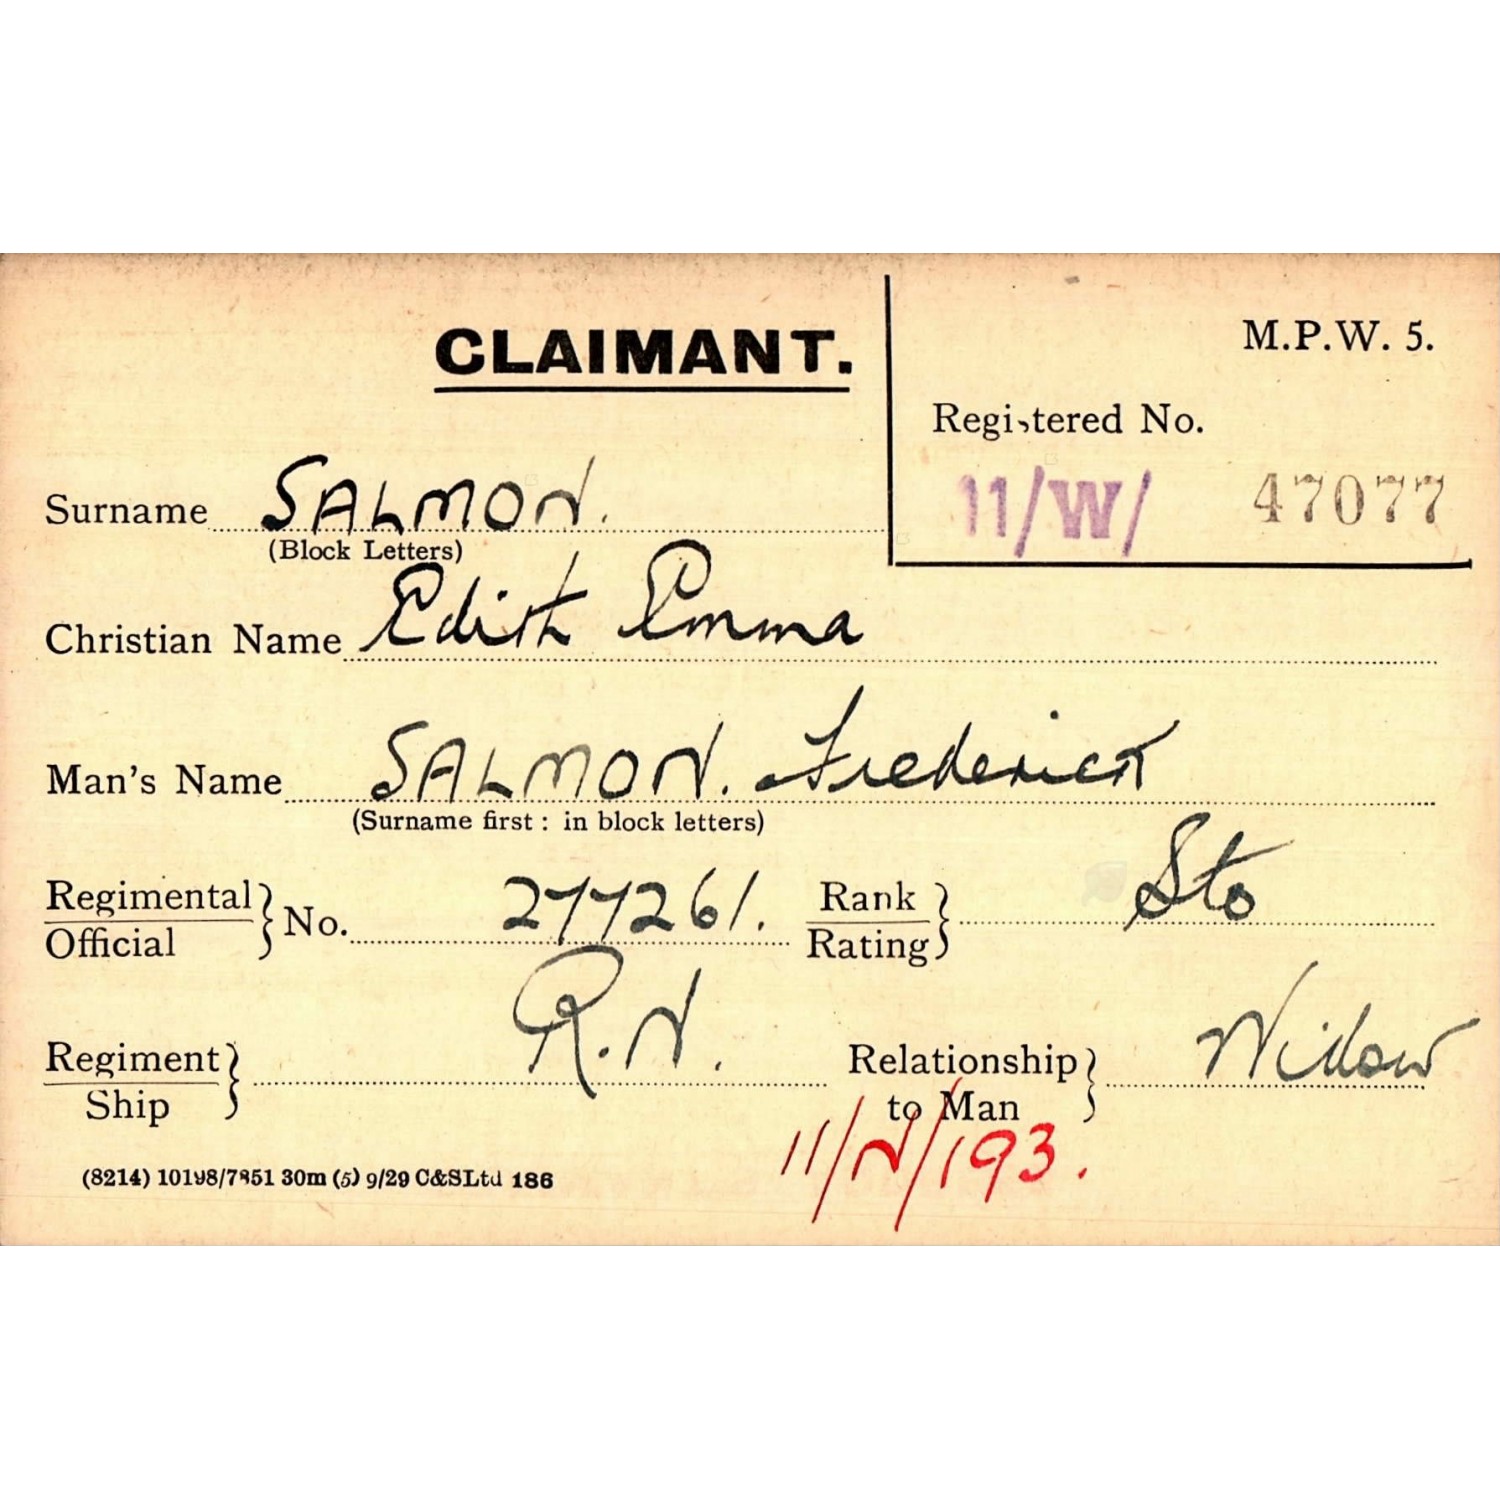 CLAIMANT.
M.P.W. 5.
Registered No.
11/W/ 47077
Surname SALMON.
(Block Letters)
Christian Name Edith Emma
Man's Name SALMON. Frederick
(Surname first : in block letters)
Regimental
Official } No. 277261.
Rank
Rating } Sto
Regiment
Ship } R.N.
Relationship
to Man } Widow
11/N/193.
(8214) 10198/7851 30m (5) 9/29 C&SLtd 186